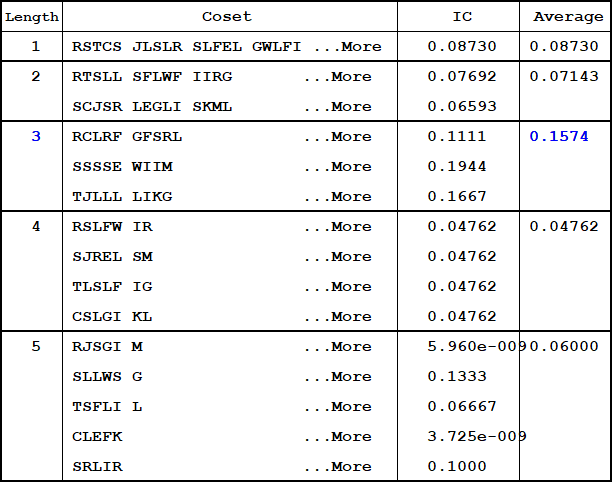 Length Coset IC Average
1 RSTCS JLSLR SLFEL GWLFI ...More 0.08730 0.08730
2 RTSLL SFLWF IIRG ...More 0.07692 0.07143
SCJSR LEGLI SKML ...More 0.06593
3 RCLRF GFSRL ...More 0.1111 0.1574
SSSSE WIIM ...More 0.1944
TJLLL LIKG ...More 0.1667
4 RSLFW IR ...More 0.04762 0.04762
SJREL SM ...More 0.04762
TLSLF IG ...More 0.04762
CSLGI KL ...More 0.04762
5 RJSGI M ...More 5.960e-009 0.06000
SLLWS G ...More 0.1333
TSFLI L ...More 0.06667
CLEFK ...More 3.725e-009
SRLIR ...More 0.1000